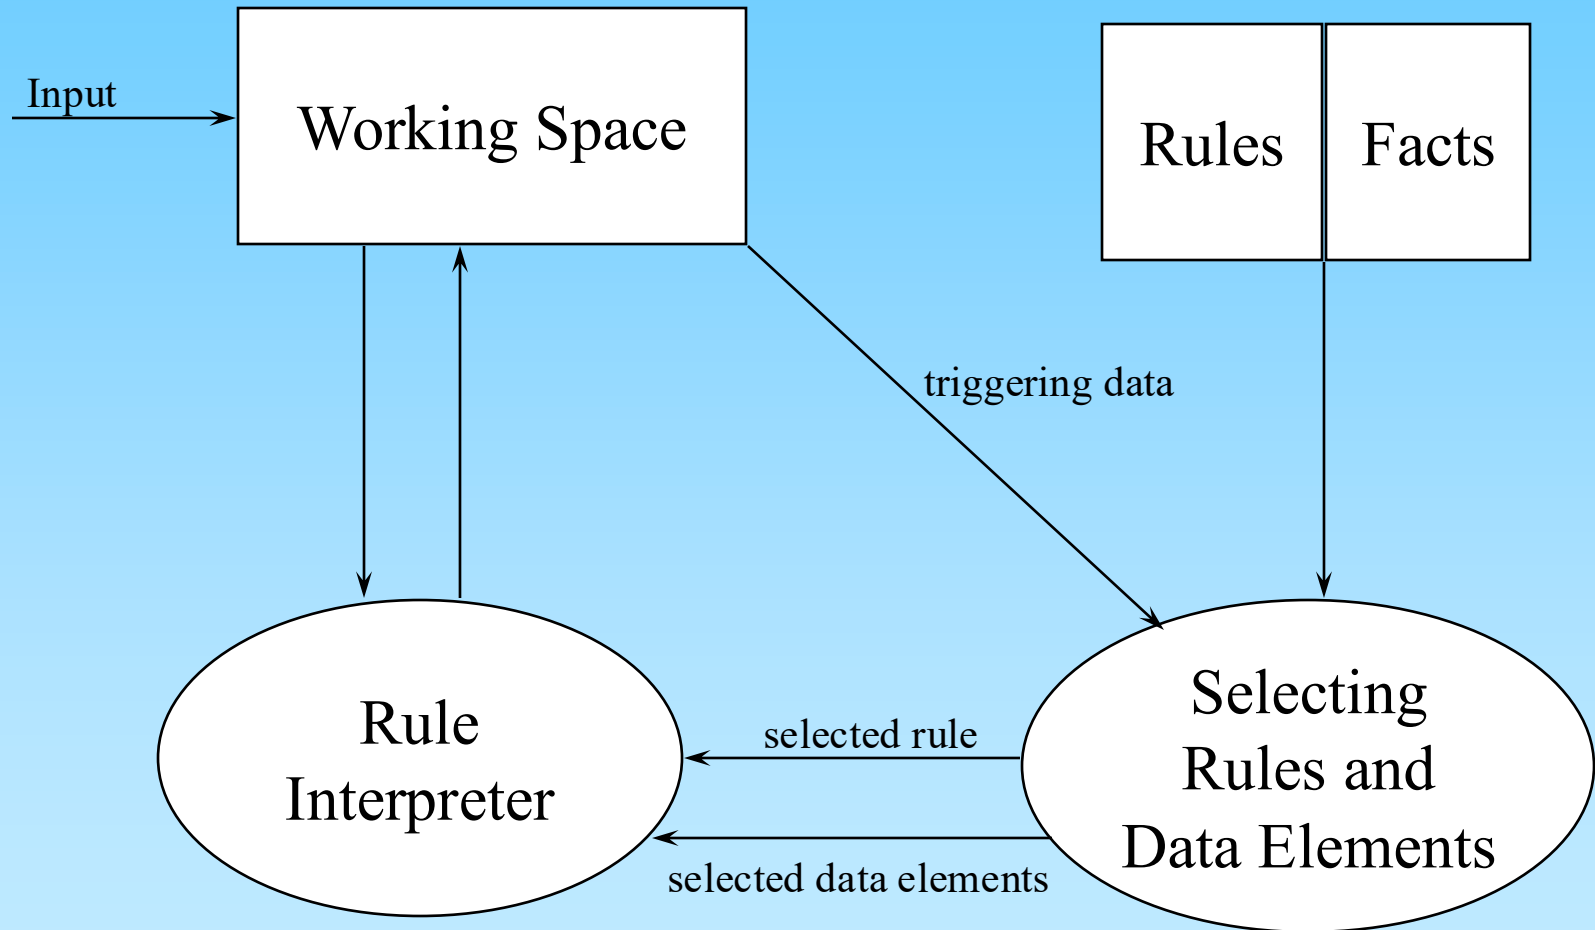 Input
Working Space
Rules
Facts
triggering data
Rule
Interpreter
selected rule
selected data elements
Selecting
Rules and
Data Elements